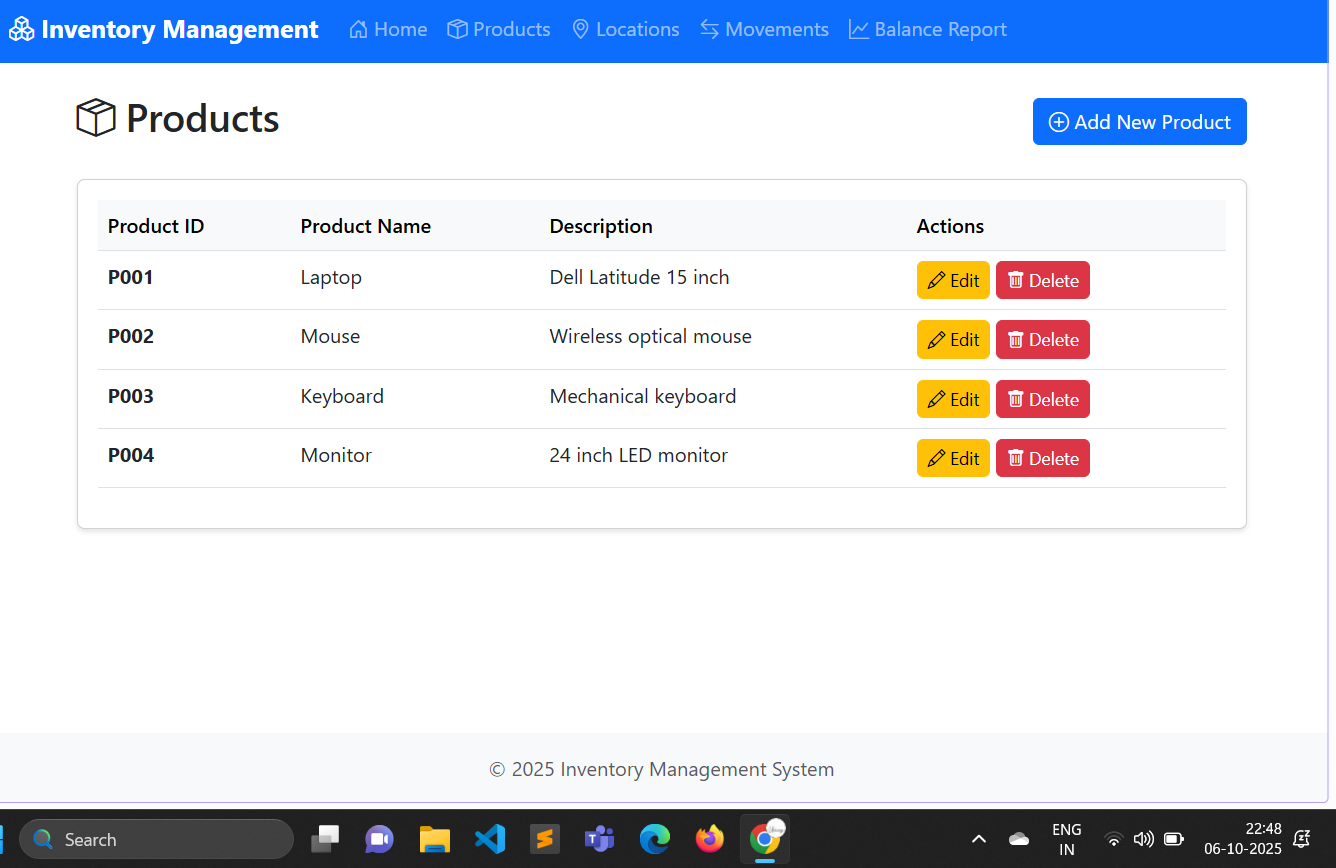 Inventory Management Home Products Locations Movements Balance Report
Products
Add New Product
Product ID Product Name Description Actions
P001 Laptop Dell Latitude 15 inch Edit Delete
P002 Mouse Wireless optical mouse Edit Delete
P003 Keyboard Mechanical keyboard Edit Delete
P004 Monitor 24 inch LED monitor Edit Delete
© 2025 Inventory Management System
Search
ENG
IN
22:48
06-10-2025